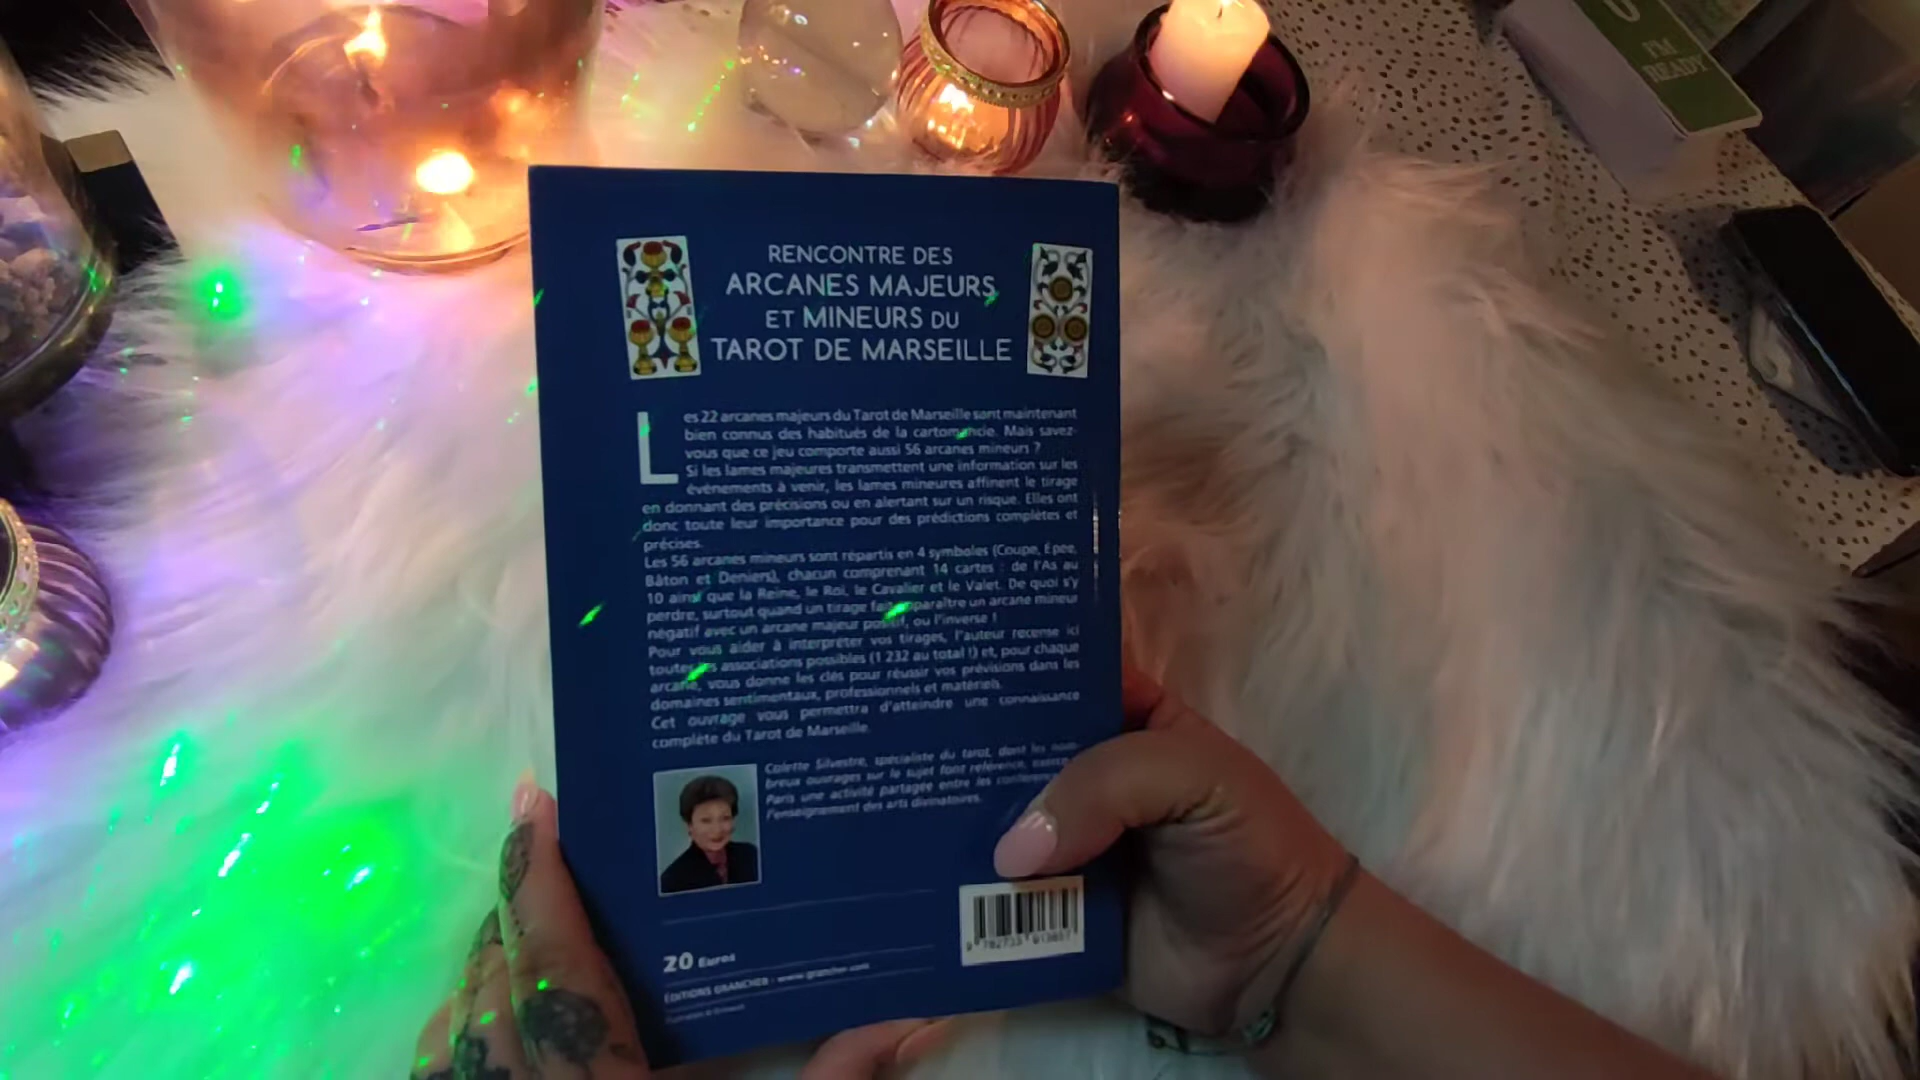 I'M
READY
RENCONTRE DES
ARCANES MAJEURS
ET MINEURS DU
TAROT DE MARSEILLE
Les 22 arcanes majeurs du Tarot de Marseille sont maintenant
bien connus des habitués de la cartomancie. Mais savez-
vous que ce jeu comporte aussi 56 arcanes mineurs ?
Si les lames majeures transmettent une information sur les
événements à venir, les lames mineures affinent le tirage
en donnant des précisions ou en alertant sur un risque. Elles ont
donc toute leur importance pour des prédictions complètes et
précises.
Les 56 arcanes mineurs sont répartis en 4 symboles (Coupe, Épée,
Bâton et Deniers), chacun comprenant 14 cartes : de l'As au
10 ainsi que la Reine, le Roi, le Cavalier et le Valet. De quoi s'y
perdre, surtout quand un tirage fait apparaître un arcane mineur
négatif avec un arcane majeur positif, ou l'inverse !
Pour vous aider à interpréter vos tirages, l'auteur recense ici
toutes les associations possibles (1 232 au total !) et, pour chaque
arcane, vous donne les clés pour réussir vos prévisions dans les
domaines sentimentaux, professionnels et matériels.
Cet ouvrage vous permettra d'atteindre une connaissance
complète du Tarot de Marseille.
Colette Silvestre, spécialiste du tarot, dont les nom-
breux ouvrages sur le sujet font référence,
Paris une activité partagée entre les
l'enseignement des arts divinatoires.
20 Euros
ÉDITIONS GRANCHER - www.grancher.com